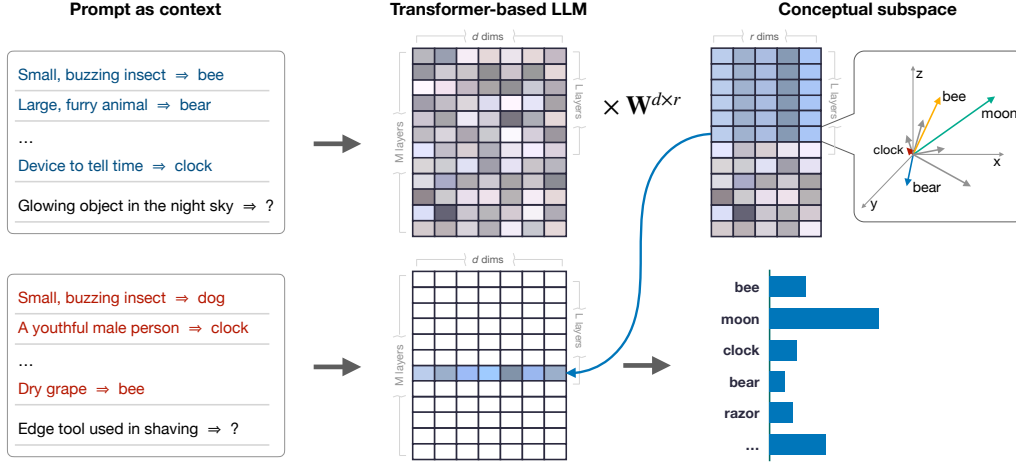 Prompt as context
Transformer-based LLM
Conceptual subspace
Small, buzzing insect ⇒ bee
Large, furry animal ⇒ bear
...
Device to tell time ⇒ clock
Glowing object in the night sky ⇒ ?
d dims
M layers
L layers
× W^{d×r}
r dims
L layers
z
bee
moon
clock
x
bear
y
Small, buzzing insect ⇒ dog
A youthful male person ⇒ clock
...
Dry grape ⇒ bee
Edge tool used in shaving ⇒ ?
d dims
M layers
L layers
bee
moon
clock
bear
razor
...